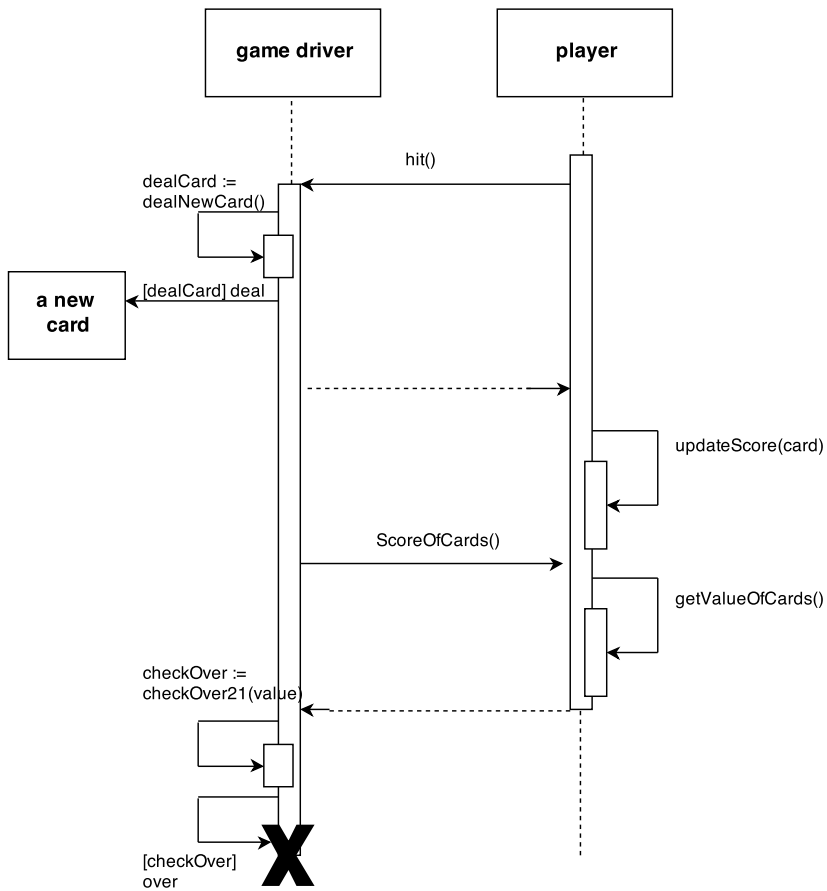 game driver
player
hit()
dealCard :=
dealNewCard()
[dealCard] deal
a new
card
updateScore(card)
ScoreOfCards()
getValueOfCards()
checkOver :=
checkOver21(value)
[checkOver]
over
X